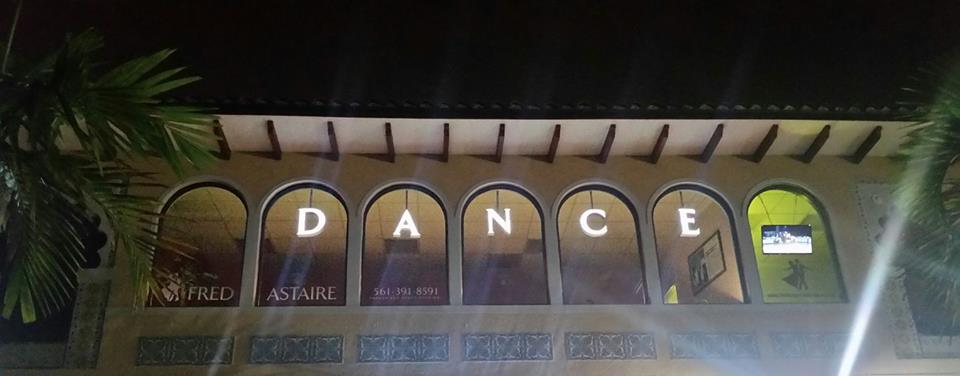 DANCE
FRED ASTAIRE
561-391-8591